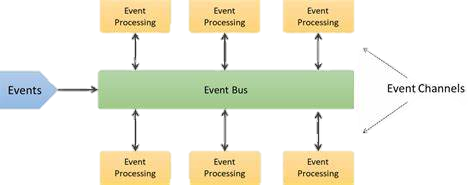 Event
Processing
Event
Processing
Event
Processing
Events
Event Bus
Event Channels
Event
Processing
Event
Processing
Event
Processing